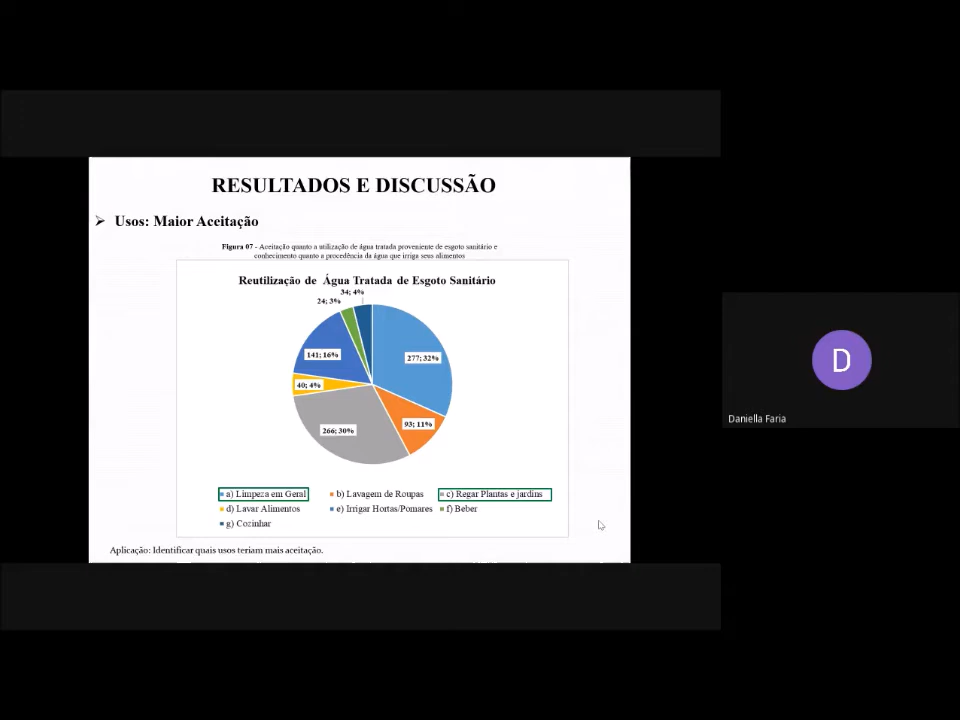 RESULTADOS E DISCUSSÃO
➢ Usos: Maior Aceitação
Figura 07 - Aceitação quanto a utilização de água tratada proveniente de esgoto sanitário e
conhecimento quanto a procedência da água que irriga seus alimentos
Reutilização de Água Tratada de Esgoto Sanitário
34; 4%
24; 3%
141; 16%
277; 32%
40; 4%
93; 11%
266; 30%
a) Limpeza em Geral
b) Lavagem de Roupas
c) Regar Plantas e jardins
d) Lavar Alimentos
e) Irrigar Hortas/Pomares
f) Beber
g) Cozinhar
Aplicação: Identificar quais usos teriam mais aceitação.
D
Daniella Faria